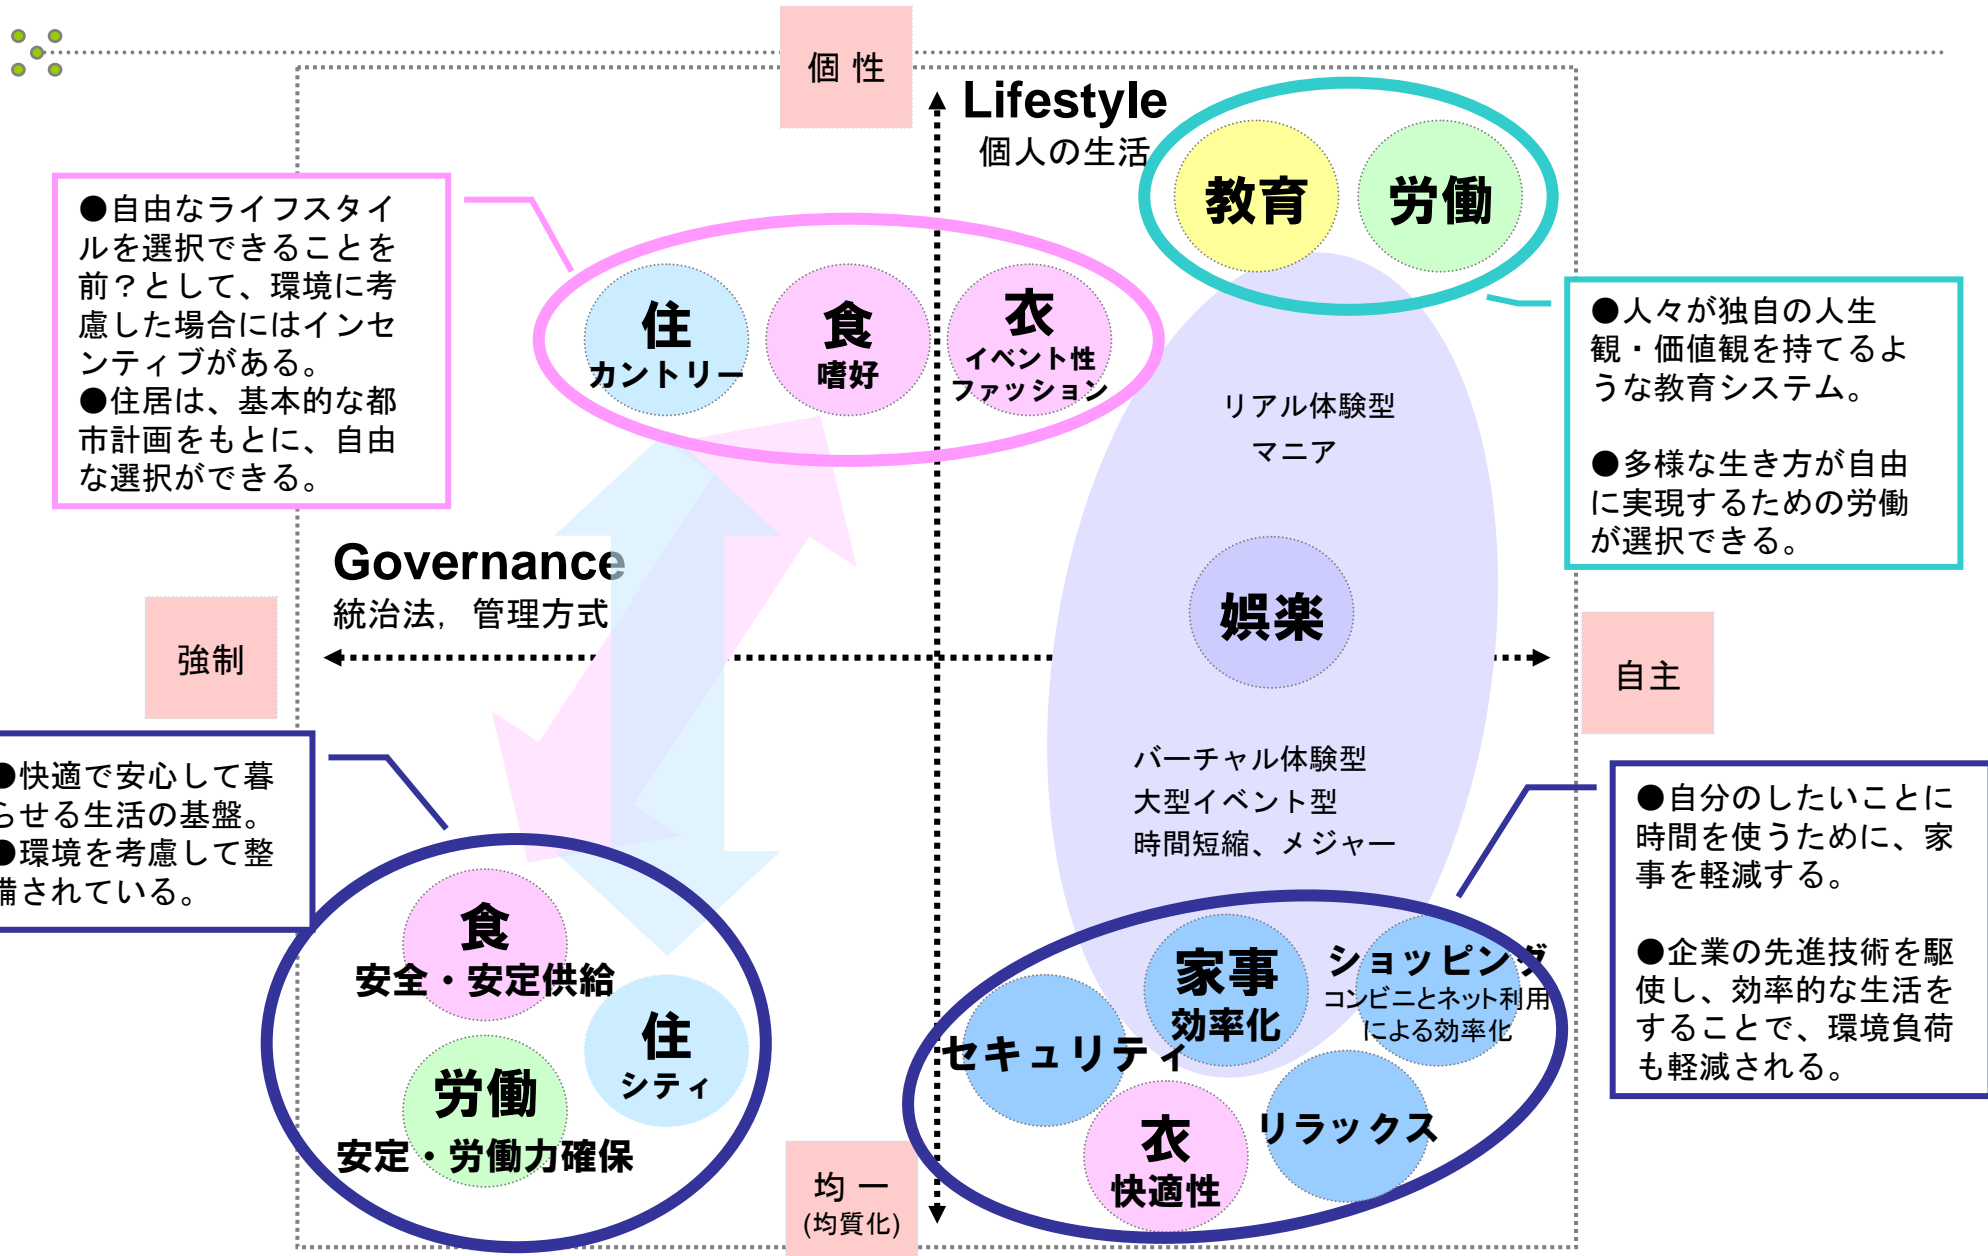 個 性
Lifestyle
個人の生活
教育
労働
●自由なライフスタイ
ルを選択できることを
前？として、環境に考
慮した場合にはインセ
ンティブがある。
●住居は、基本的な都
市計画をもとに、自由
な選択ができる。
住
カントリー
食
嗜好
衣
イベント性
ファッション
●人々が独自の人生
観・価値観を持てるよ
うな教育システム。
●多様な生き方が自由
に実現するための労働
が選択できる。
リアル体験型
マニア
Governance
統治法, 管理方式
娯楽
強制
自主
●快適で安心して暮
らせる生活の基盤。
●環境を考慮して整
備されている。
バーチャル体験型
大型イベント型
時間短縮、メジャー
●自分のしたいことに
時間を使うために、家
事を軽減する。
●企業の先進技術を駆
使し、効率的な生活を
することで、環境負荷
も軽減される。
食
安全・安定供給
住
シティ
労働
安定・労働力確保
家事
効率化
ショッピング
コンビニとネット利用
による効率化
セキュリティ
衣
快適性
リラックス
均 一
(均質化)